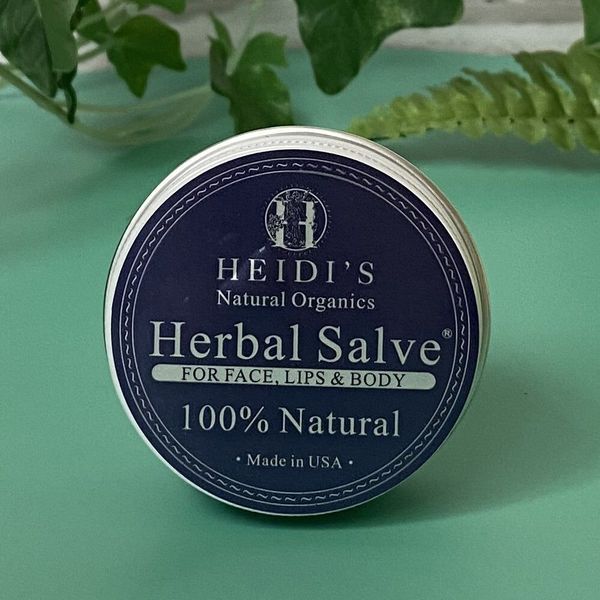 H
HEIDI'S
Natural Organics
Herbal Salve®
FOR FACE, LIPS & BODY
100% Natural
• Made in USA •